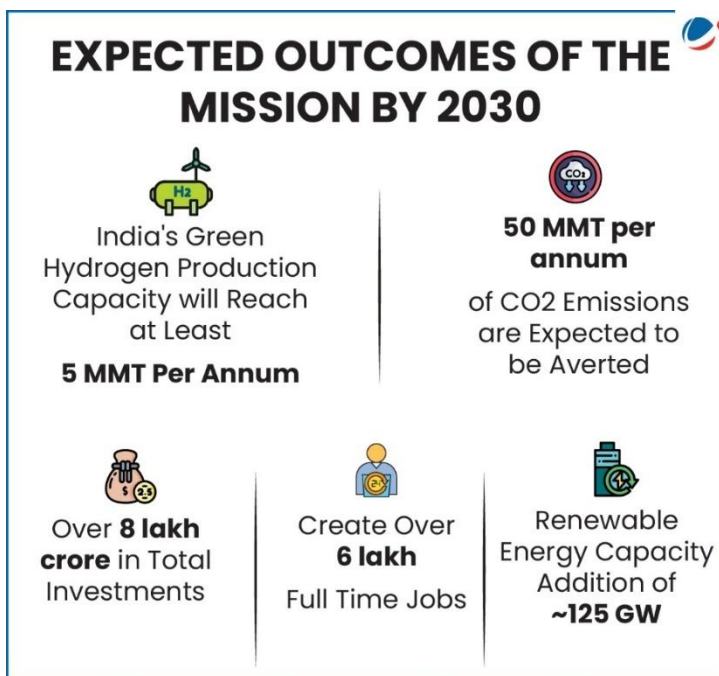 EXPECTED OUTCOMES OF THE
MISSION BY 2030
H2
India's Green
Hydrogen Production
Capacity will Reach
at Least
5 MMT Per Annum
CO2
50 MMT per
annum
of CO2 Emissions
are Expected to
be Averted
$
Over 8 lakh
crore in Total
Investments
Create Over
6 lakh
Full Time Jobs
Renewable
Energy Capacity
Addition of
~125 GW